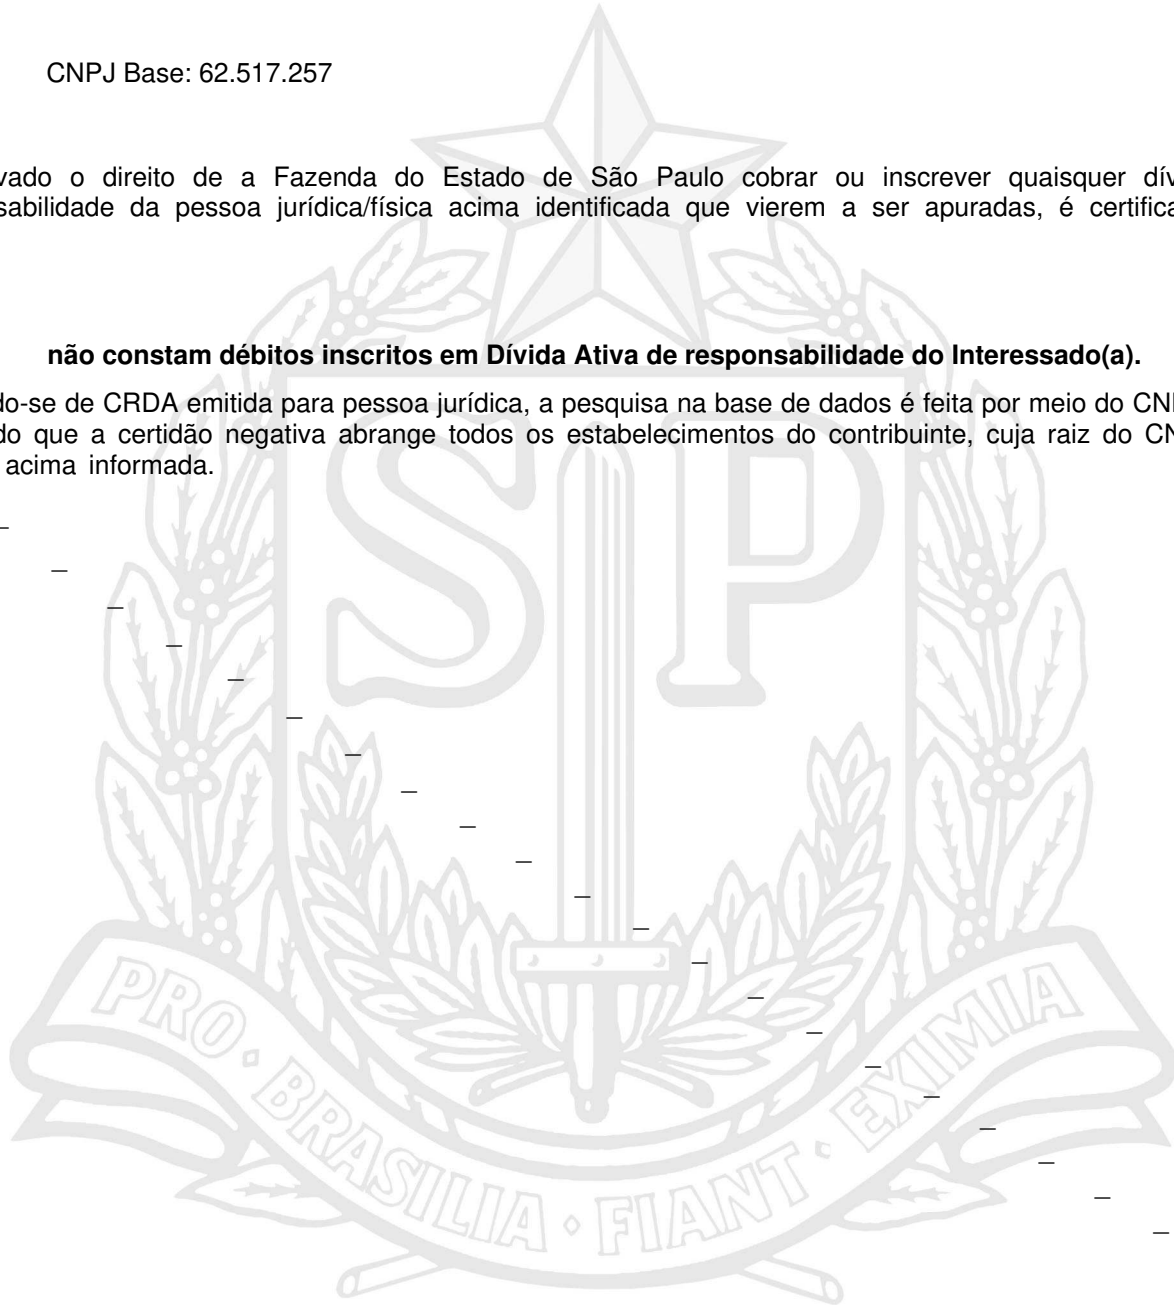 CNPJ Base: 62.517.257
vado o direito de a Fazenda do Estado de São Paulo cobrar ou inscrever quaisquer dív
sabilidade da pessoa jurídica/física acima identificada que vierem a ser apuradas, é certifica
não constam débitos inscritos em Dívida Ativa de responsabilidade do Interessado(a).
do-se de CRDA emitida para pessoa jurídica, a pesquisa na base de dados é feita por meio do CN
do que a certidão negativa abrange todos os estabelecimentos do contribuinte, cuja raiz do CN
acima informada.
SP
PRO · BRASILIA · FIANT · EXIMIA